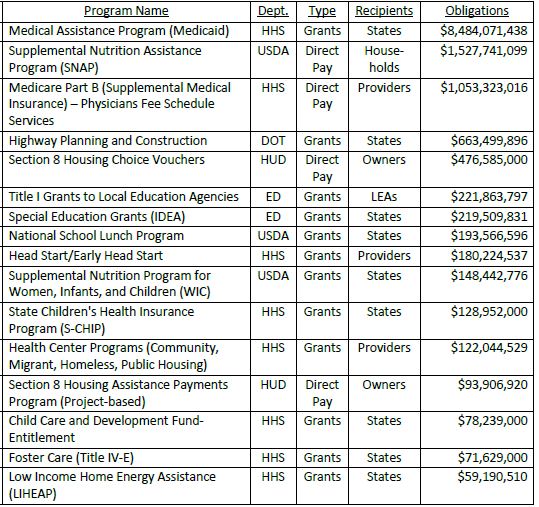 Program Name Dept. Type Recipients Obligations
Medical Assistance Program (Medicaid) HHS Grants States $8,484,071,438
Supplemental Nutrition Assistance USDA Direct House- $1,527,741,099
Program (SNAP) Pay holds
Medicare Part B (Supplemental Medical HHS Direct Providers $1,053,323,016
Insurance) – Physicians Fee Schedule Pay
Services
Highway Planning and Construction DOT Grants States $663,499,896
Section 8 Housing Choice Vouchers HUD Direct Owners $476,585,000
Pay
Title I Grants to Local Education Agencies ED Grants LEAs $221,863,797
Special Education Grants (IDEA) ED Grants States $219,509,831
National School Lunch Program USDA Grants States $193,566,596
Head Start/Early Head Start HHS Grants Providers $180,224,537
Supplemental Nutrition Program for USDA Grants States $148,442,776
Women, Infants, and Children (WIC)
State Children's Health Insurance HHS Grants States $128,952,000
Program (S-CHIP)
Health Center Programs (Community, HHS Grants Providers $122,044,529
Migrant, Homeless, Public Housing)
Section 8 Housing Assistance Payments HUD Direct Owners $93,906,920
Program (Project-based) Pay
Child Care and Development Fund- HHS Grants States $78,239,000
Entitlement
Foster Care (Title IV-E) HHS Grants States $71,629,000
Low Income Home Energy Assistance HHS Grants States $59,190,510
(LIHEAP)